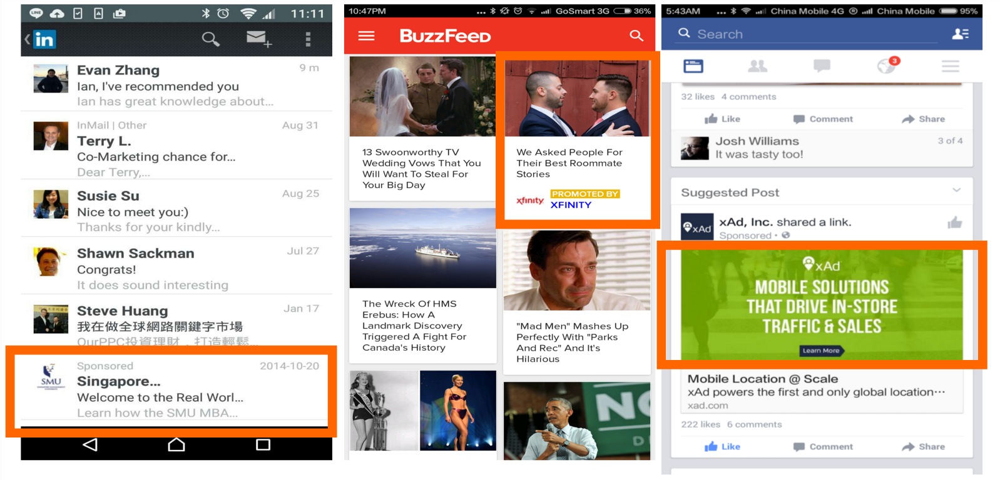 LINE
11:11
in
Evan Zhang
9 m
Ian, I've recommended you
Ian has great knowledge about...
InMail | Other
Aug 31
Terry L.
Co-Marketing chance for...
Dear Terry,...
Susie Su
Aug 25
Nice to meet you:)
Thanks for your kindly...
Shawn Sackman
Jul 27
Congrats!
It does sound interesting
Steve Huang
Jan 17
我在做全球網路關鍵字市場
OurPPC投資理財．打造輕鬆...
Sponsored
2014-10-20
SMU
Singapore...
Welcome to the Real Worl...
Learn how the SMU MBA...
10:47PM
... GoSmart 3G 36%
BuzzFeed
13 Swoonworthy TV
Wedding Vows That You
Will Want To Steal For
Your Big Day
We Asked People For
Their Best Roommate
Stories
xfinity
PROMOTED BY
XFINITY
The Wreck Of HMS
Erebus: How A
Landmark Discovery
Triggered A Fight For
Canada's History
"Mad Men" Mashes Up
Perfectly With "Parks
And Rec" And It's
Hilarious
5:43AM
... China Mobile 4G ® China Mobile 95%
Search
3
32 likes 4 comments
Like Comment Share
Josh Williams
3 of 4
It was tasty too!
Suggested Post
xAd
xAd, Inc. shared a link.
Sponsored •
xAd
MOBILE SOLUTIONS
THAT DRIVE IN-STORE
TRAFFIC & SALES
Learn More
Mobile Location @ Scale
xAd powers the first and only global location···
xad.com
222 likes 6 comments
Like Comment Share